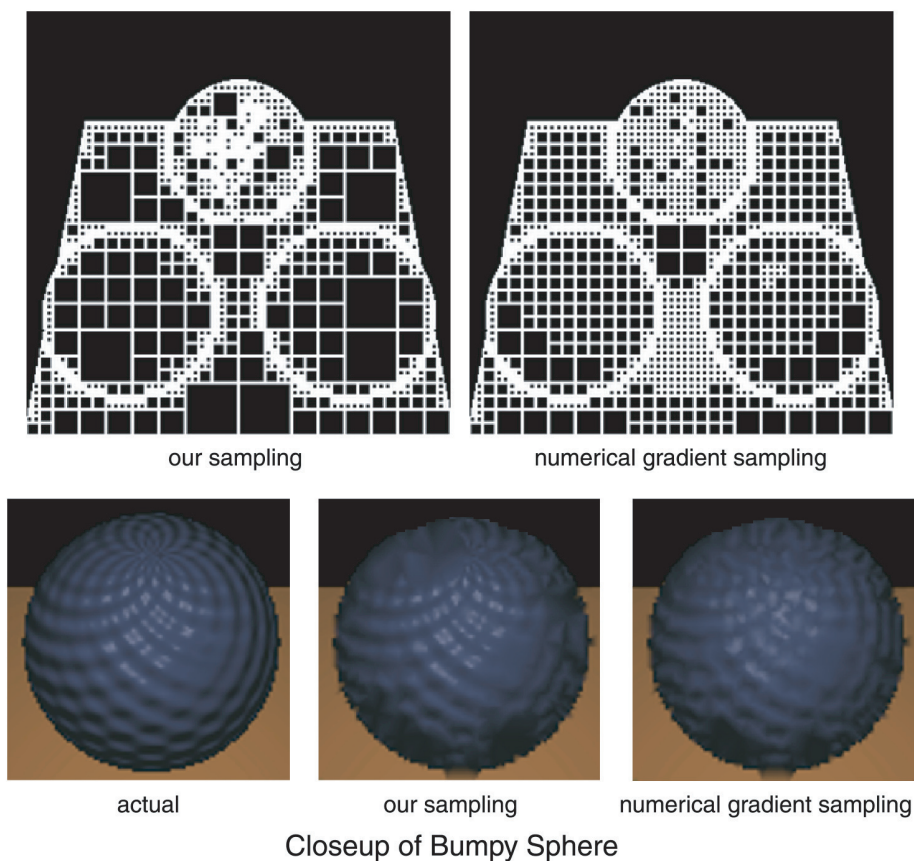 our sampling
numerical gradient sampling
actual
our sampling
numerical gradient sampling
Closeup of Bumpy Sphere